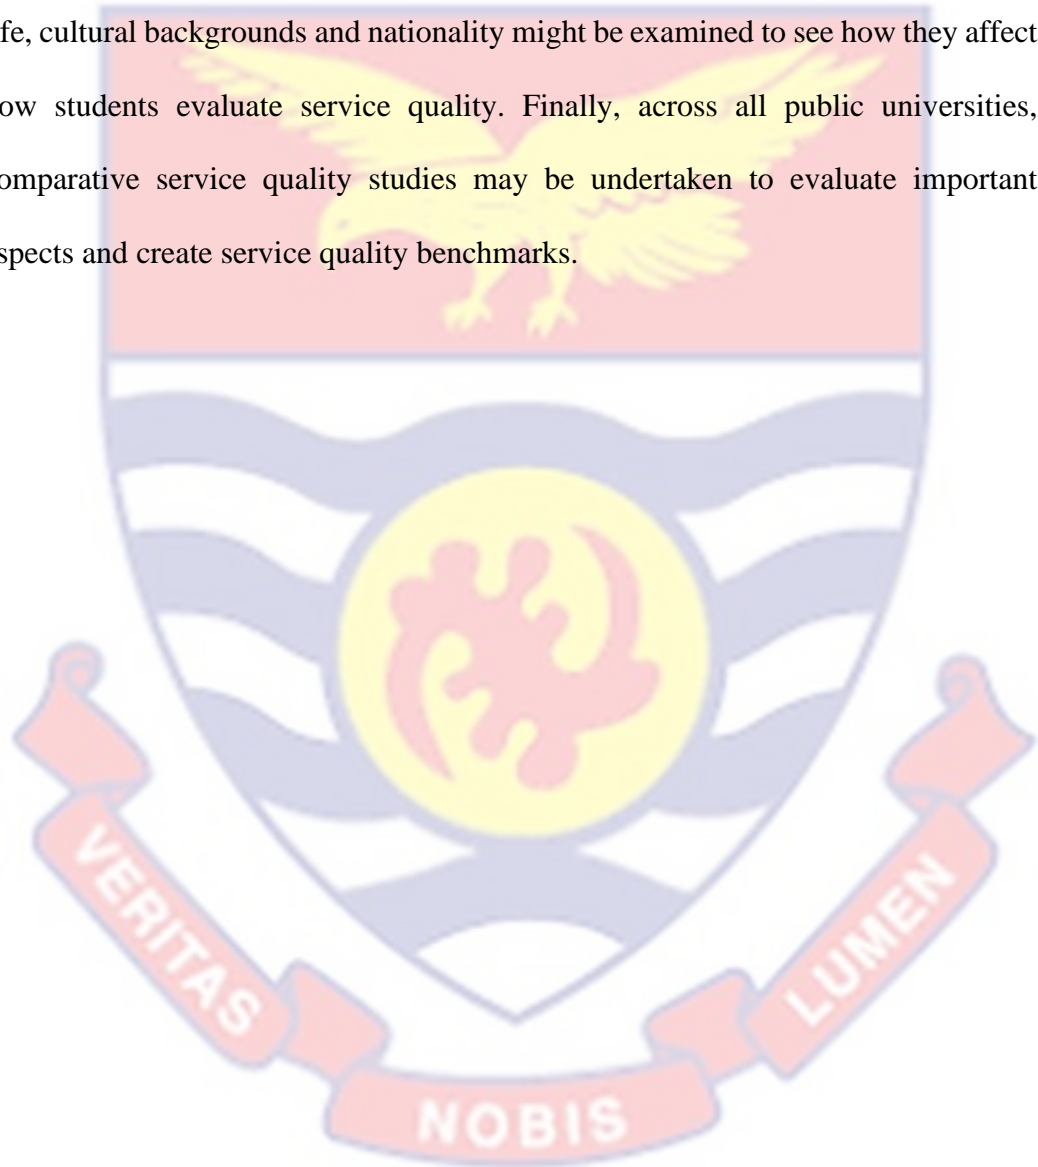 ife, cultural backgrounds and nationality might be examined to see how they affect
ow students evaluate service quality. Finally, across all public universities,
omparative service quality studies may be undertaken to evaluate important
spects and create service quality benchmarks.
VERITAS
NOBIS
LUMEN